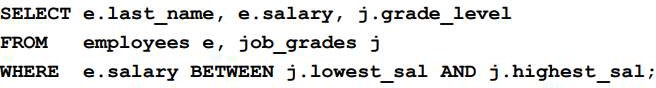 SELECT e.last_name, e.salary, j.grade_level
FROM employees e, job_grades j
WHERE e.salary BETWEEN j.lowest_sal AND j.highest_sal;